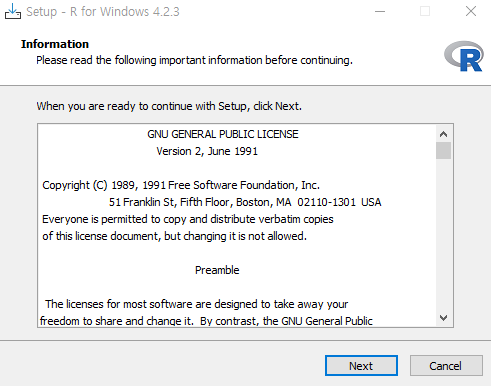 Setup - R for Windows 4.2.3
Information
Please read the following important information before continuing.
R
When you are ready to continue with Setup, click Next.
GNU GENERAL PUBLIC LICENSE
Version 2, June 1991
Copyright (C) 1989, 1991 Free Software Foundation, Inc.
51 Franklin St, Fifth Floor, Boston, MA 02110-1301 USA
Everyone is permitted to copy and distribute verbatim copies
of this license document, but changing it is not allowed.
Preamble
The licenses for most software are designed to take away your
freedom to share and change it. By contrast, the GNU General Public
Next
Cancel